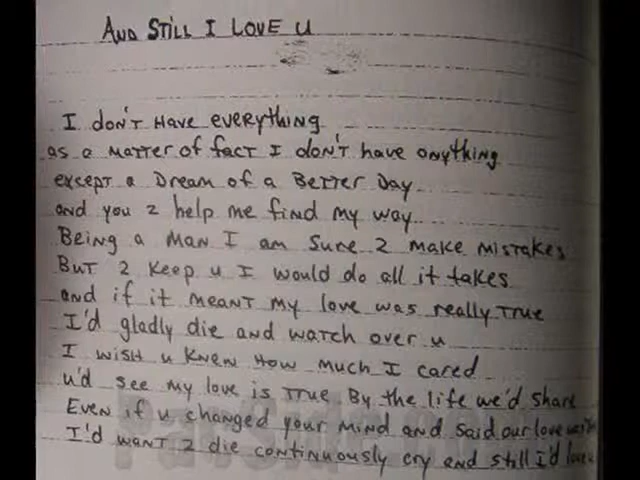 AND STILL I LOVE U
I don't HAVE everything
as a matter of fact I don't have anything
except a Dream of a Better Day
and you 2 help me find my way
Being a man I am sure 2 make mistakes
But 2 keep u I would do all it takes
and if it meant my love was really true
I'd gladly die and watch over u
I wish u knew how much I cared
u'd see my love is true By the life we'd share
Even if u changed your mind and said our love
I'd want 2 die continuously cry and still I'd love